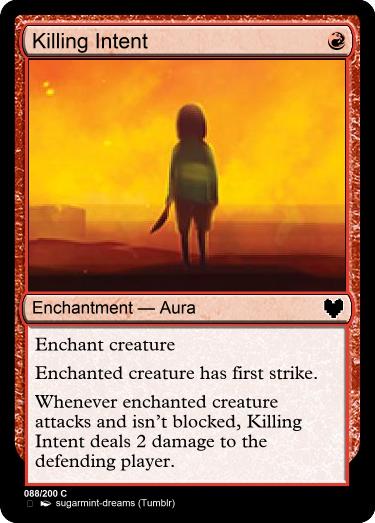 Killing Intent
Enchantment — Aura
Enchant creature
Enchanted creature has first strike.
Whenever enchanted creature
attacks and isn't blocked, Killing
Intent deals 2 damage to the
defending player.
088/200 C
sugarmint-dreams (Tumblr)